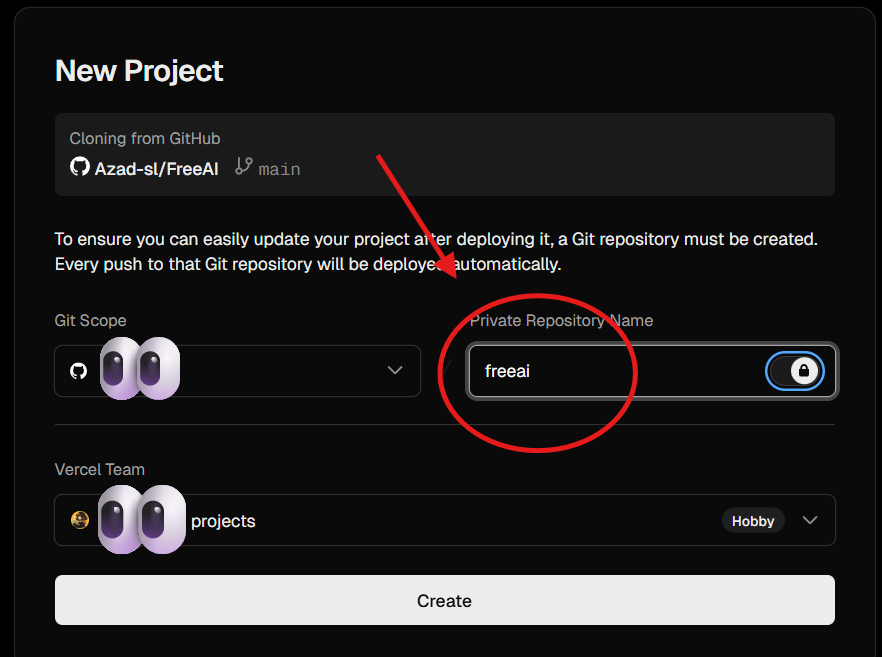 New Project
Cloning from GitHub
Azad-sl/FreeAI main
To ensure you can easily update your project after deploying it, a Git repository must be created.
Every push to that Git repository will be deployed automatically.
Git Scope
Private Repository Name
freeai
Vercel Team
projects
Hobby
Create